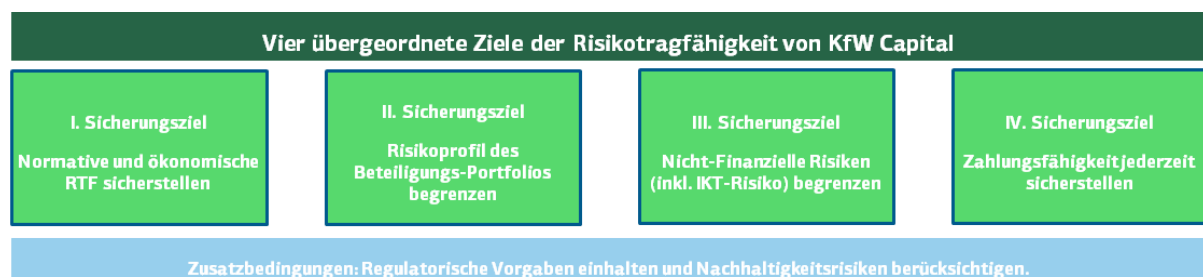 Vier übergeordnete Ziele der Risikotragfähigkeit von KfW Capital
I. Sicherungsziel
Normative und ökonomische
RTF sicherstellen
II. Sicherungsziel
Risikoprofil des
Beteiligungs-Portfolios
begrenzen
III. Sicherungsziel
Nicht-Finanzielle Risiken
(inkl. IKT-Risiko) begrenzen
IV. Sicherungsziel
Zahlungsfähigkeit jederzeit
sicherstellen
Zusatzbedingungen: Regulatorische Vorgaben einhalten und Nachhaltigkeitsrisiken berücksichtigen.